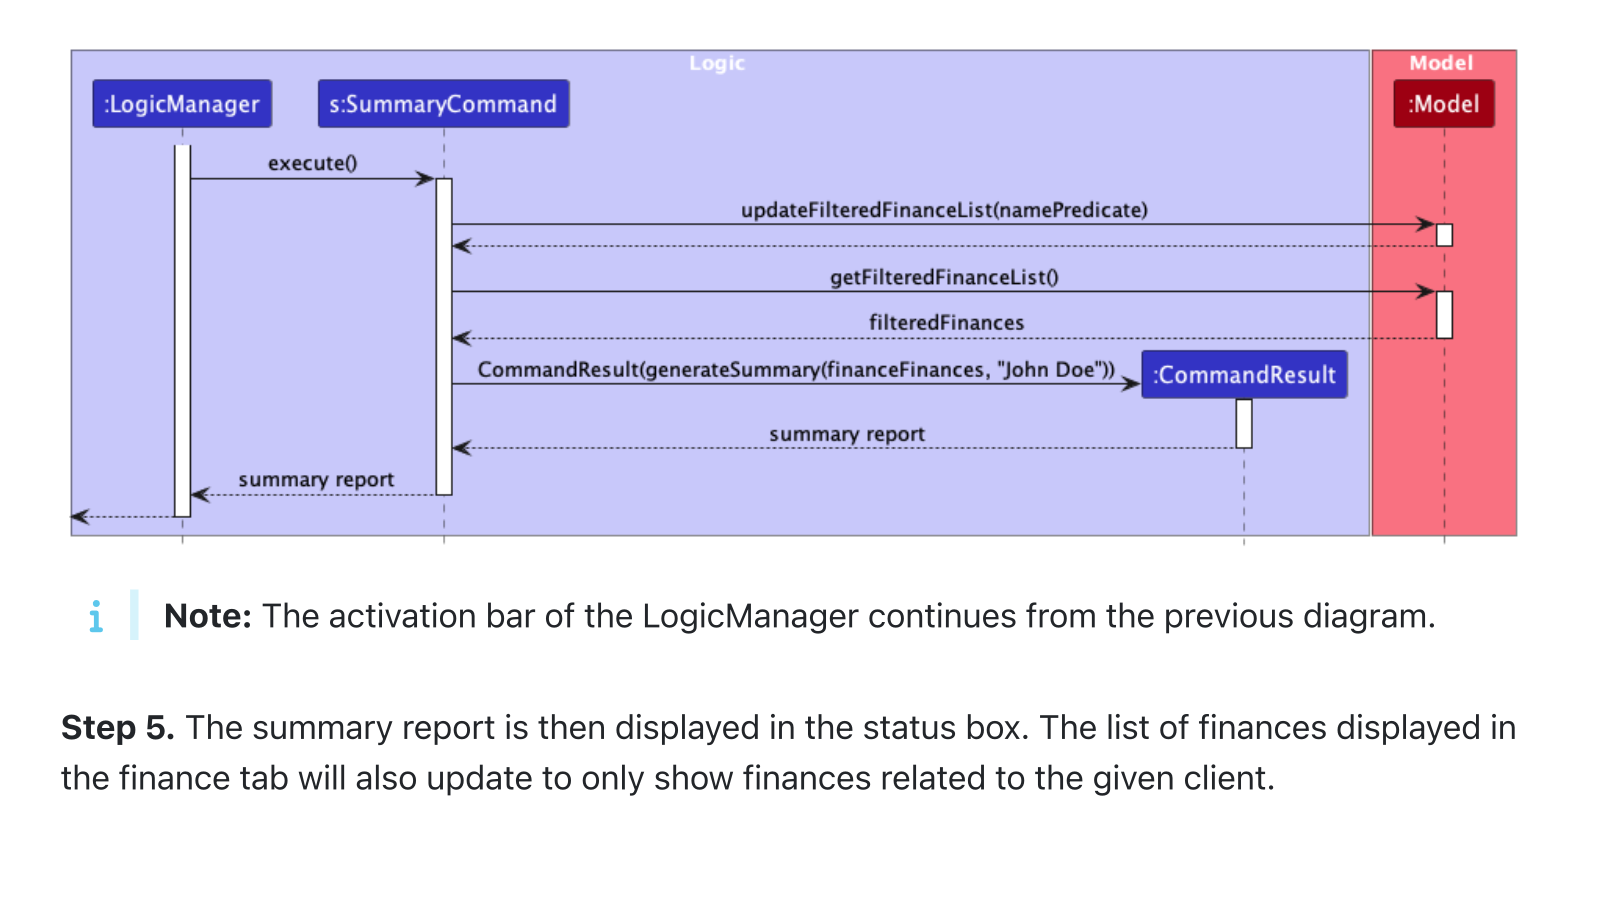 Logic
Model
:LogicManager
s:SummaryCommand
:Model
execute()
updateFilteredFinanceList(namePredicate)
getFilteredFinanceList()
filteredFinances
CommandResult(generateSummary(financeFinances, "John Doe"))
:CommandResult
summary report
summary report
Note: The activation bar of the LogicManager continues from the previous diagram.
Step 5. The summary report is then displayed in the status box. The list of finances displayed in
the finance tab will also update to only show finances related to the given client.